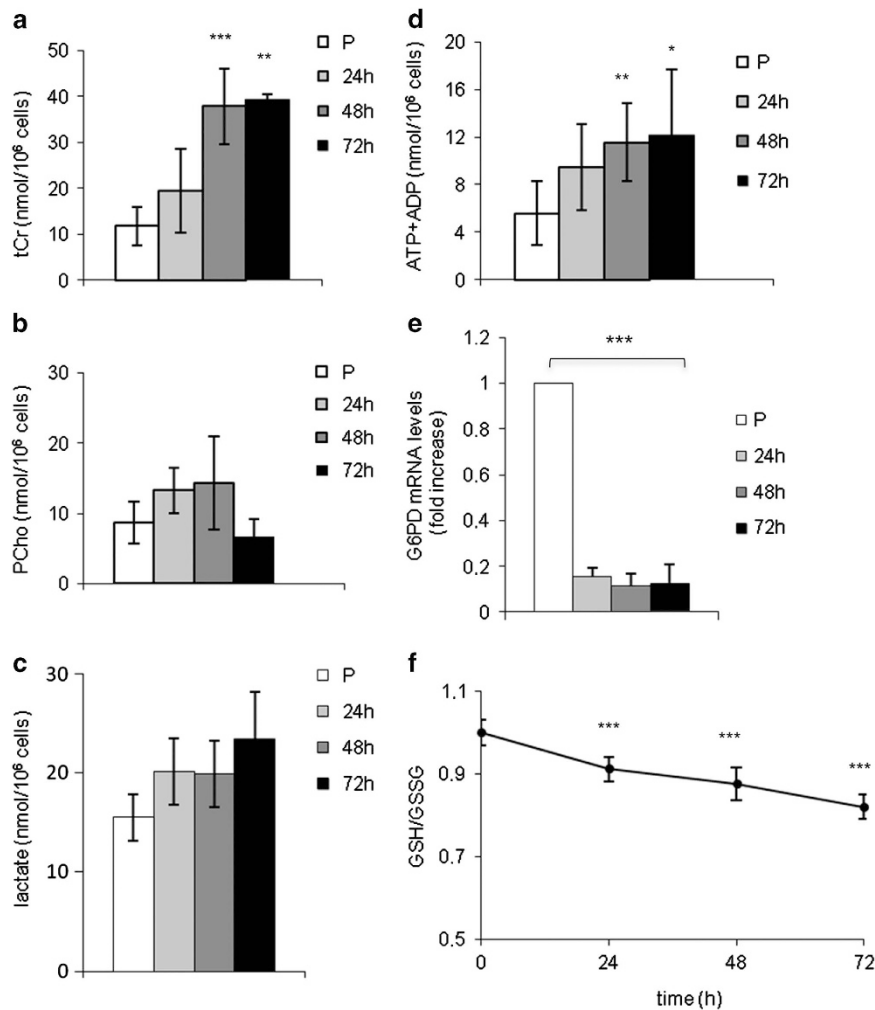 a
tCr (nmol/10⁶ cells)
50
40
30
20
10
0
***
**
P
24h
48h
72h
b
PCho (nmol/10⁶ cells)
30
20
10
0
P
24h
48h
72h
c
lactate (nmol/10⁶ cells)
30
20
10
0
P
24h
48h
72h
d
ATP+ADP (nmol/10⁶ cells)
20
16
12
8
4
0
**
*
P
24h
48h
72h
e
G6PD mRNA levels
(fold increase)
1.2
1
0.8
0.6
0.4
0.2
0
***
P
24h
48h
72h
f
GSH/GSSG
1.1
0.9
0.7
0.5
***
***
***
0 24 48 72
time (h)